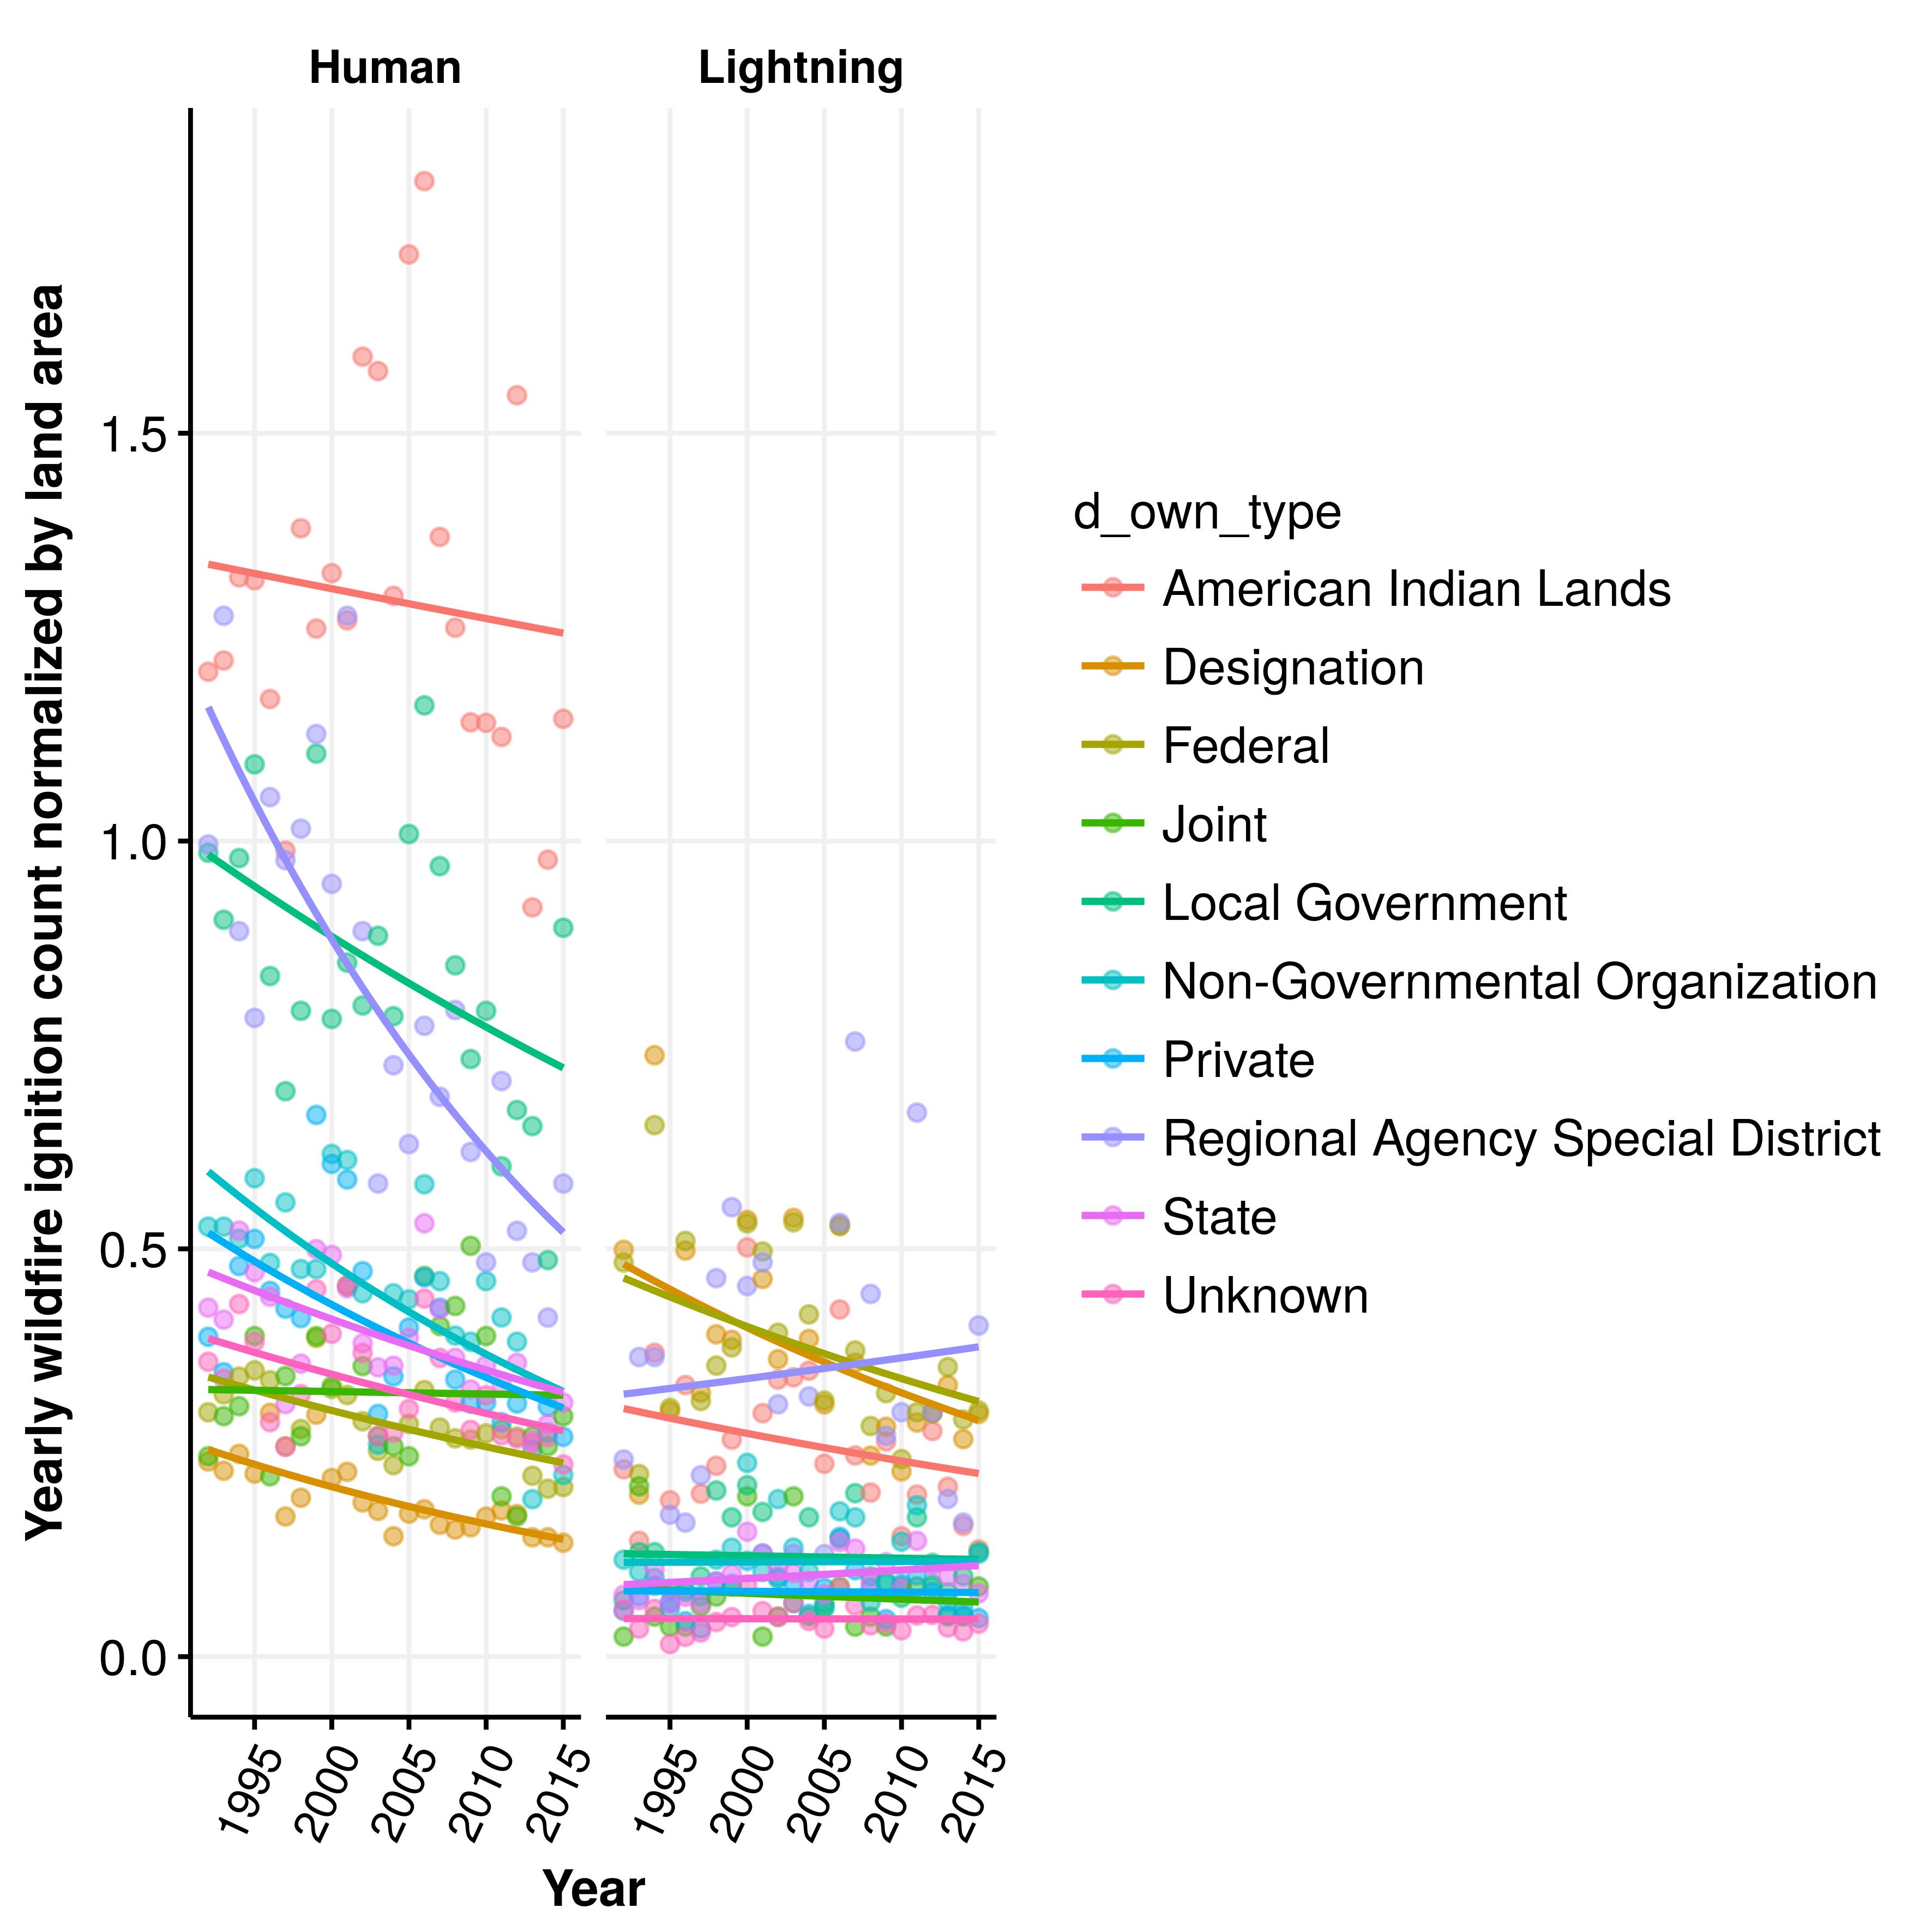 Human
Lightning
Yearly wildfire ignition count normalized by land area
1.5
1.0
0.5
0.0
1995
2000
2005
2010
2015
1995
2000
2005
2010
2015
Year
d_own_type
American Indian Lands
Designation
Federal
Joint
Local Government
Non-Governmental Organization
Private
Regional Agency Special District
State
Unknown